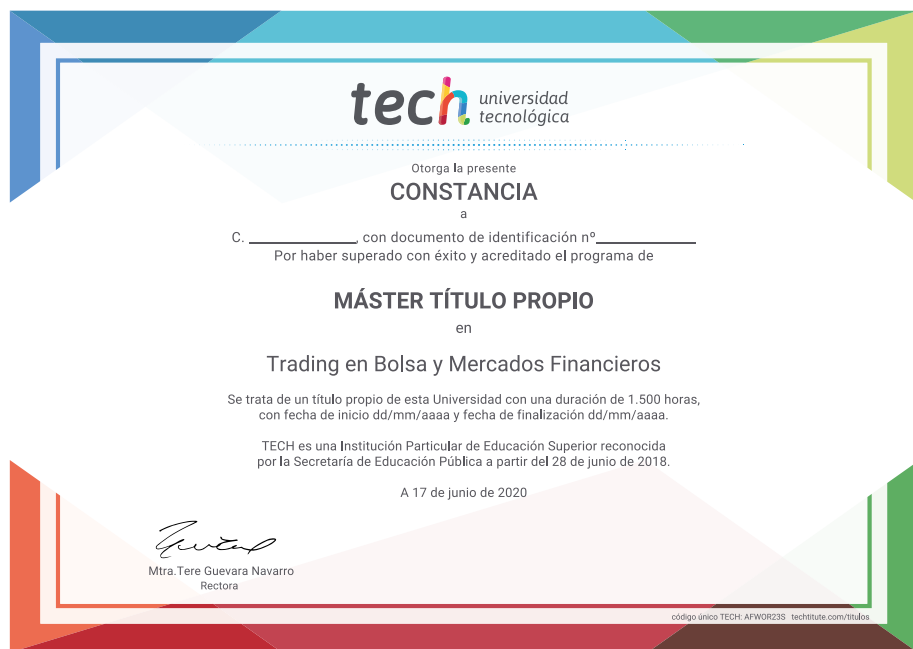 tech universidad
tecnológica
Otorga la presente
CONSTANCIA
a
C. ______________, con documento de identificación nº_____________
Por haber superado con éxito y acreditado el programa de
MÁSTER TÍTULO PROPIO
en
Trading en Bolsa y Mercados Financieros
Se trata de un título propio de esta Universidad con una duración de 1.500 horas,
con fecha de inicio dd/mm/aaaa y fecha de finalización dd/mm/aaaa.
TECH es una Institución Particular de Educación Superior reconocida
por la Secretaría de Educación Pública a partir del 28 de junio de 2018.
A 17 de junio de 2020
Mtra.Tere Guevara Navarro
Rectora
código único TECH: AFWOR23S techtitute.com/titulos